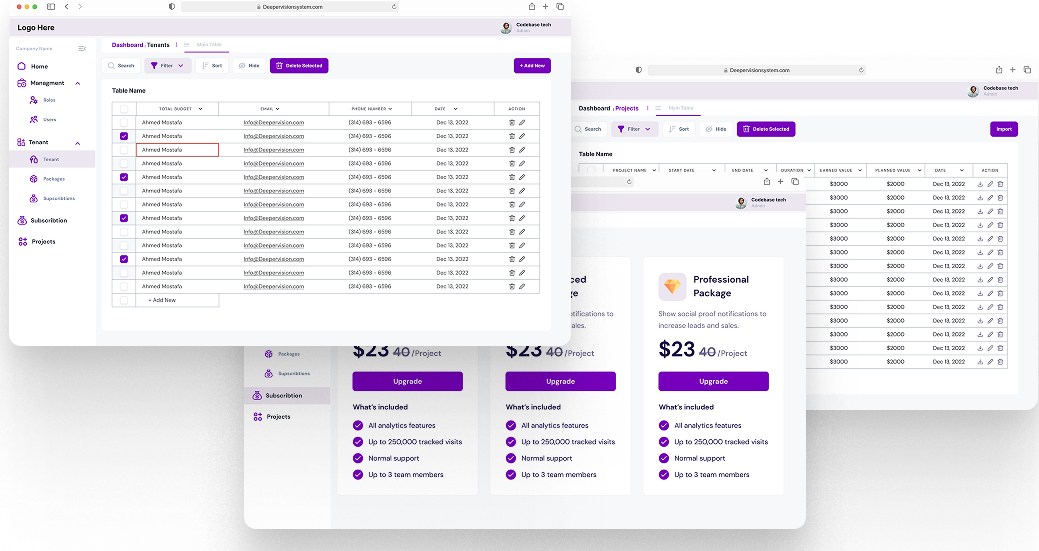 Deepervisionsystem.com
Logo Here
Codebase tech
Admin
Company Name
Home
Managment
Roles
Users
Tenant
Tenant
Packages
Supscribtions
Subscribtion
Projects
Dashboard Tenants
Main Table
Search
Filter
Sort
Hide
Delete Selected
+ Add New
Table Name
TOTAL BUDGET EMAIL PHONE NUMBER DATE ACTION
Ahmed Mostafa Info@Deepervision.com (314) 693 - 6596 Dec 13, 2022
Ahmed Mostafa Info@Deepervision.com (314) 693 - 6596 Dec 13, 2022
Ahmed Mostafa Info@Deepervision.com (314) 693 - 6596 Dec 13, 2022
Ahmed Mostafa Info@Deepervision.com (314) 693 - 6596 Dec 13, 2022
Ahmed Mostafa Info@Deepervision.com (314) 693 - 6596 Dec 13, 2022
Ahmed Mostafa Info@Deepervision.com (314) 693 - 6596 Dec 13, 2022
Ahmed Mostafa Info@Deepervision.com (314) 693 - 6596 Dec 13, 2022
Ahmed Mostafa Info@Deepervision.com (314) 693 - 6596 Dec 13, 2022
Ahmed Mostafa Info@Deepervision.com (314) 693 - 6596 Dec 13, 2022
Ahmed Mostafa Info@Deepervision.com (314) 693 - 6596 Dec 13, 2022
Ahmed Mostafa Info@Deepervision.com (314) 693 - 6596 Dec 13, 2022
Ahmed Mostafa Info@Deepervision.com (314) 693 - 6596 Dec 13, 2022
Ahmed Mostafa Info@Deepervision.com (314) 693 - 6596 Dec 13, 2022
+ Add New
Deepervisionsystem.com
Codebase tech
Admin
Dashboard Projects
Main Table
Search
Filter
Sort
Hide
Delete Selected
Import
Table Name
PROJECT NAME START DATE END DATE DURATION EARNED VALUE PLANNED VALUE DATE ACTION
$3000 $2000 Dec 13, 2022
$3000 $2000 Dec 13, 2022
$3000 $2000 Dec 13, 2022
$3000 $2000 Dec 13, 2022
$3000 $2000 Dec 13, 2022
$3000 $2000 Dec 13, 2022
$3000 $2000 Dec 13, 2022
$3000 $2000 Dec 13, 2022
$3000 $2000 Dec 13, 2022
$3000 $2000 Dec 13, 2022
$3000 $2000 Dec 13, 2022
$3000 $2000 Dec 13, 2022
$3000 $2000 Dec 13, 2022
$3000 $2000 Dec 13, 2022
Codebase tech
Admin
Packages
Supscribtions
Subscribtion
Projects
$23 40 /Project
Upgrade
What's included
All analytics features
Up to 250,000 tracked visits
Normal support
Up to 3 team members
ced
ge
notifications to
ales.
$23 40 /Project
Upgrade
What's included
All analytics features
Up to 250,000 tracked visits
Normal support
Up to 3 team members
Professional
Package
Show social proof notifications to
increase leads and sales.
$23 40 /Project
Upgrade
What's included
All analytics features
Up to 250,000 tracked visits
Normal support
Up to 3 team members